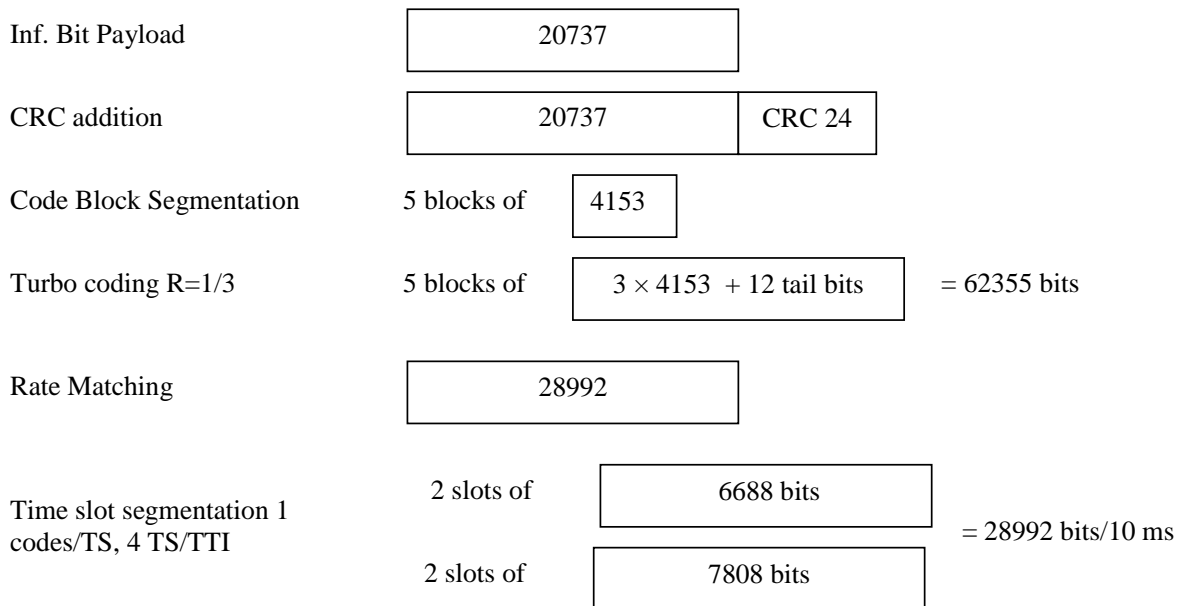 Inf. Bit Payload 20737
CRC addition 20737 CRC 24
Code Block Segmentation 5 blocks of 4153
Turbo coding R=1/3 5 blocks of 3 × 4153 + 12 tail bits = 62355 bits
Rate Matching 28992
2 slots of 6688 bits
Time slot segmentation 1
codes/TS, 4 TS/TTI
= 28992 bits/10 ms
2 slots of 7808 bits